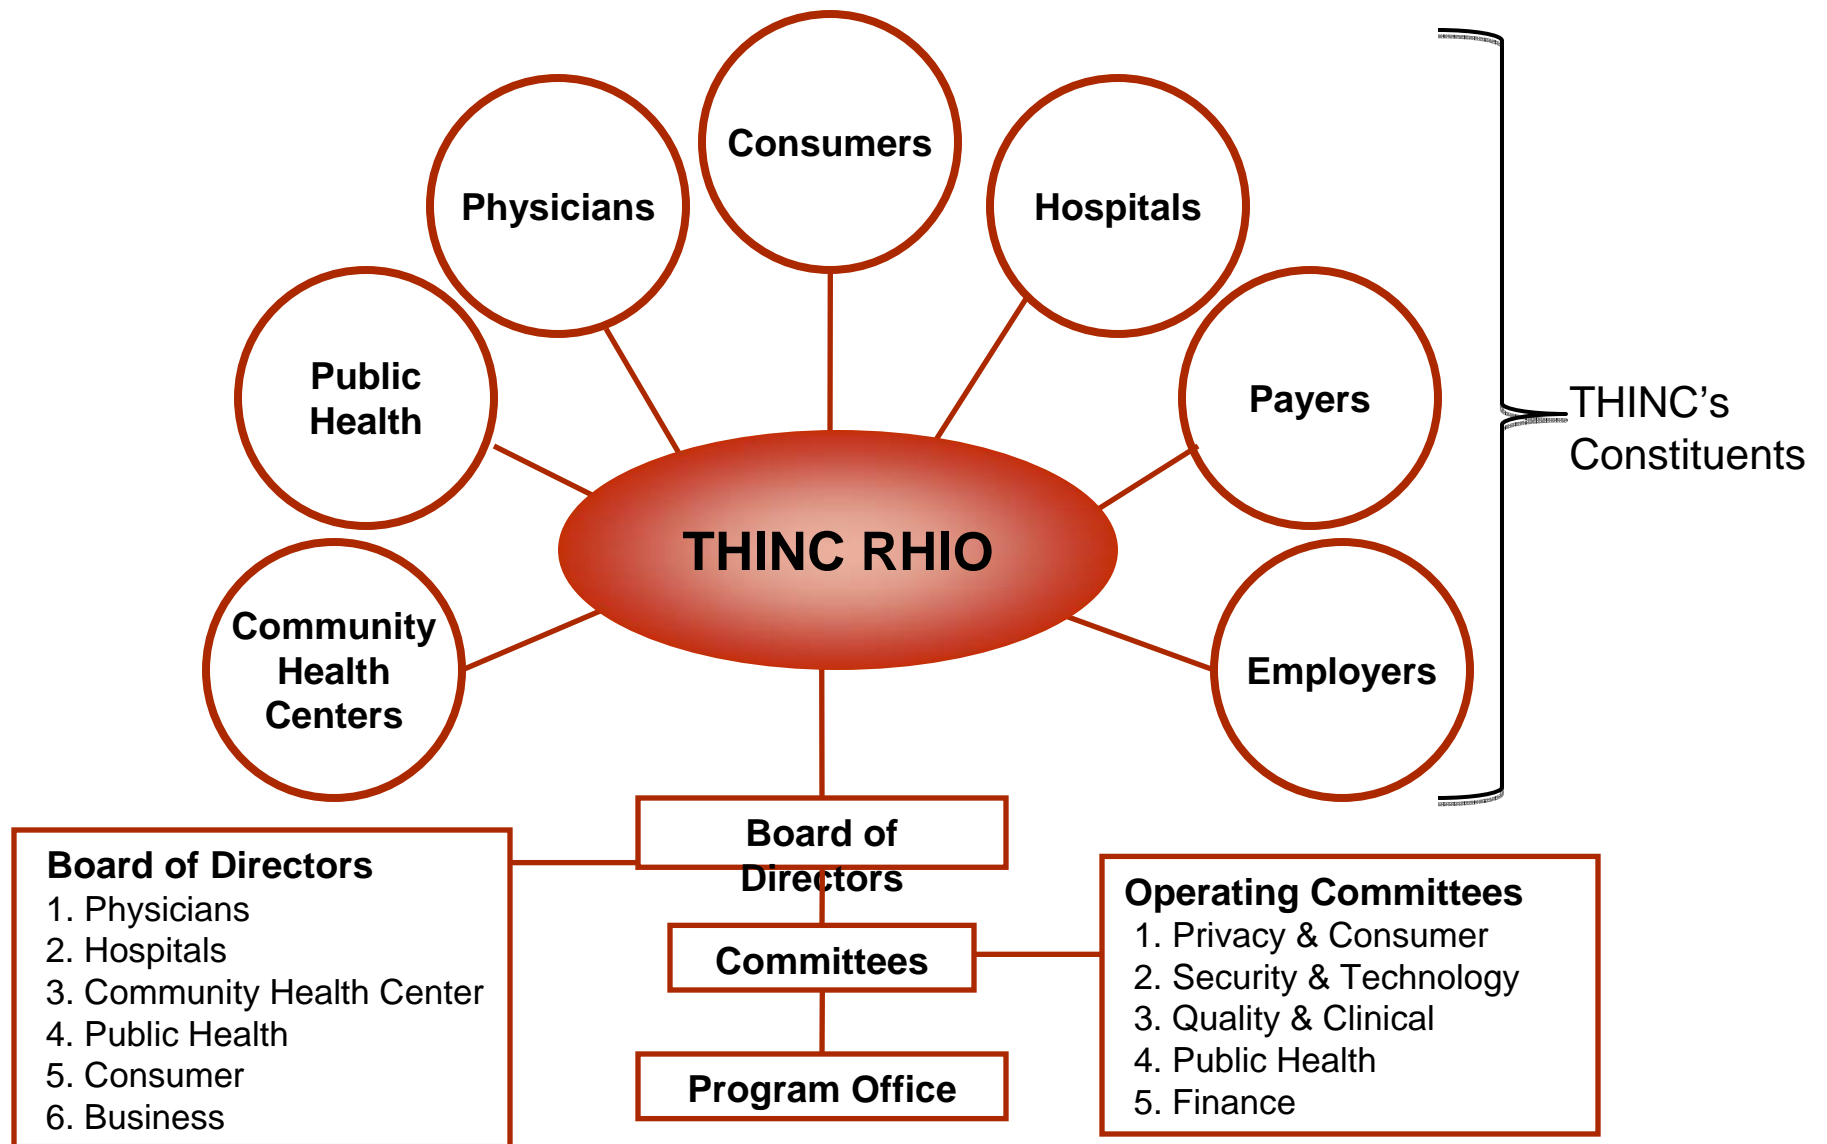 Consumers
Physicians
Hospitals
Public
Health
Payers
THINC's
Constituents
THINC RHIO
Community
Health
Centers
Employers
Board of
Directors
Board of Directors
1. Physicians
2. Hospitals
3. Community Health Center
4. Public Health
5. Consumer
6. Business
Committees
Operating Committees
1. Privacy & Consumer
2. Security & Technology
3. Quality & Clinical
4. Public Health
5. Finance
Program Office